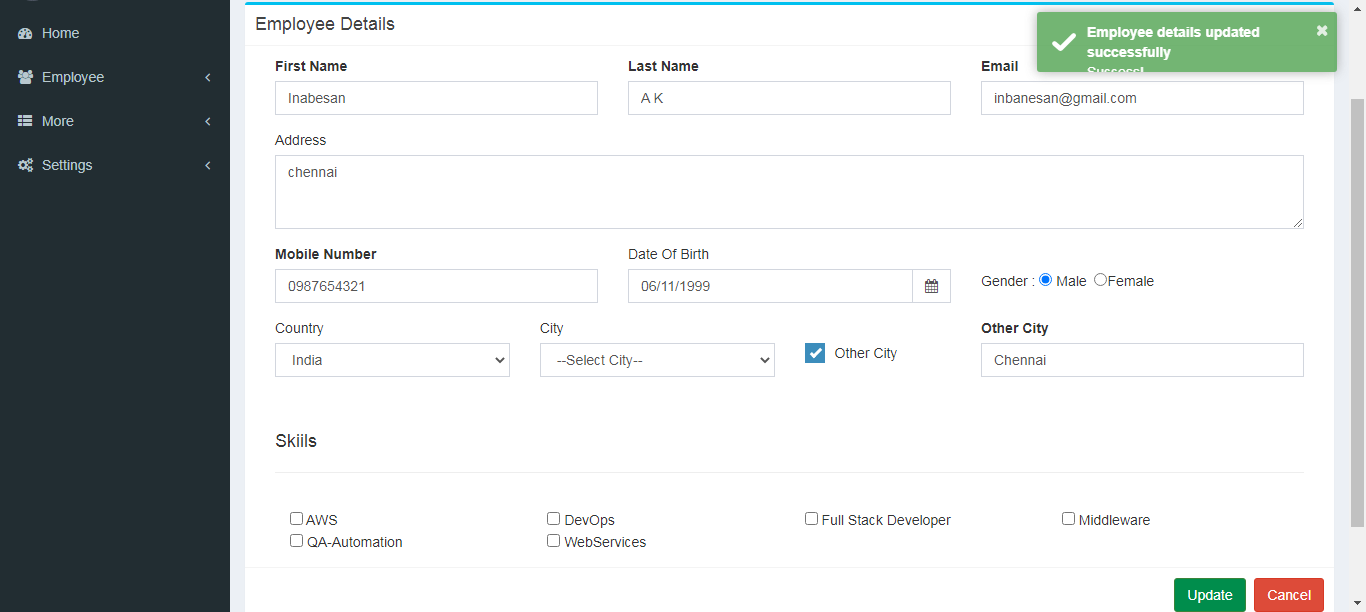 Home
Employee
More
Settings
Employee Details
Employee details updated
successfully
Success!
First Name
Last Name
Email
Inabesan
A K
inbanesan@gmail.com
Address
chennai
Mobile Number
Date Of Birth
0987654321
06/11/1999
Gender : Male Female
Country
City
Other City
India
--Select City--
Other City
Chennai
Skiils
AWS
DevOps
Full Stack Developer
Middleware
QA-Automation
WebServices
Update
Cancel